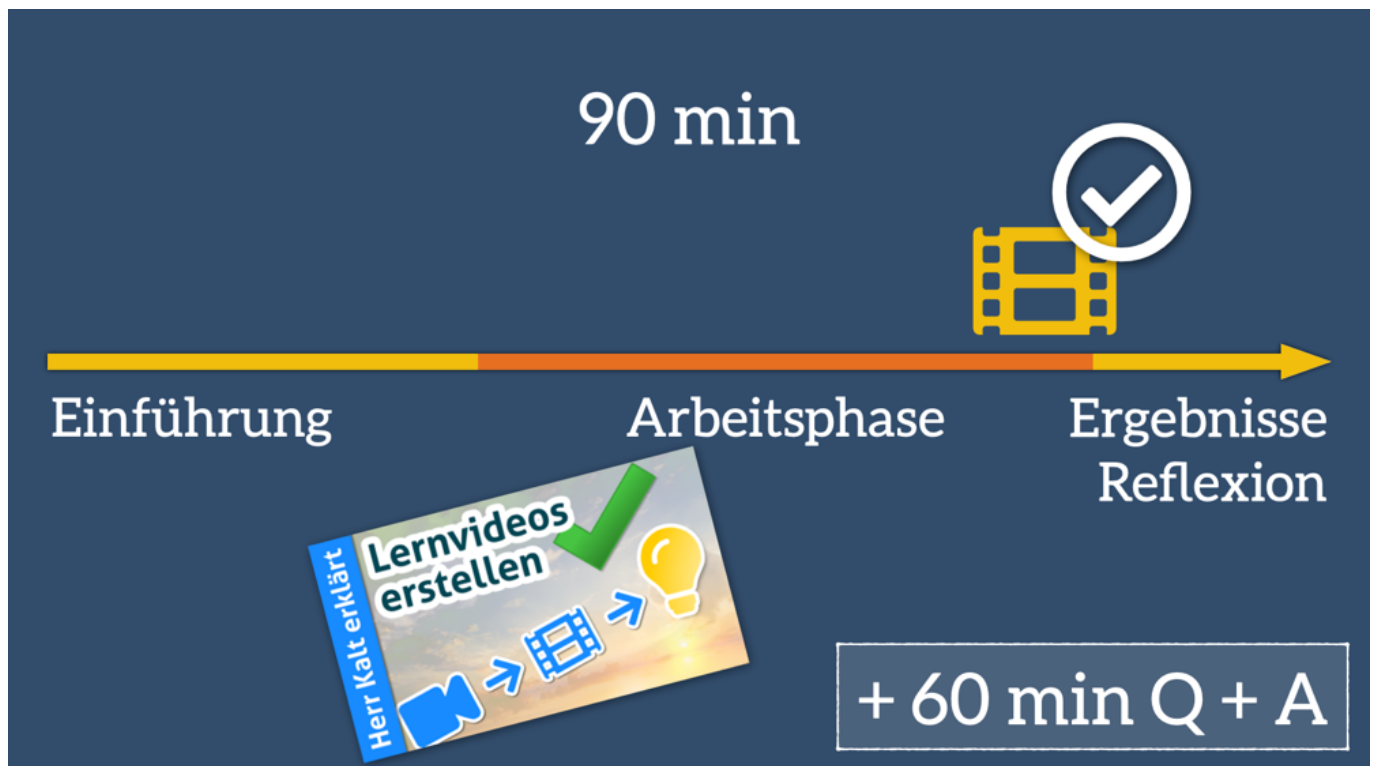 90 min
Einführung
Arbeitsphase
Ergebnisse
Reflexion
Herr Kalt erklärt
Lernvideos
erstellen
+ 60 min Q + A